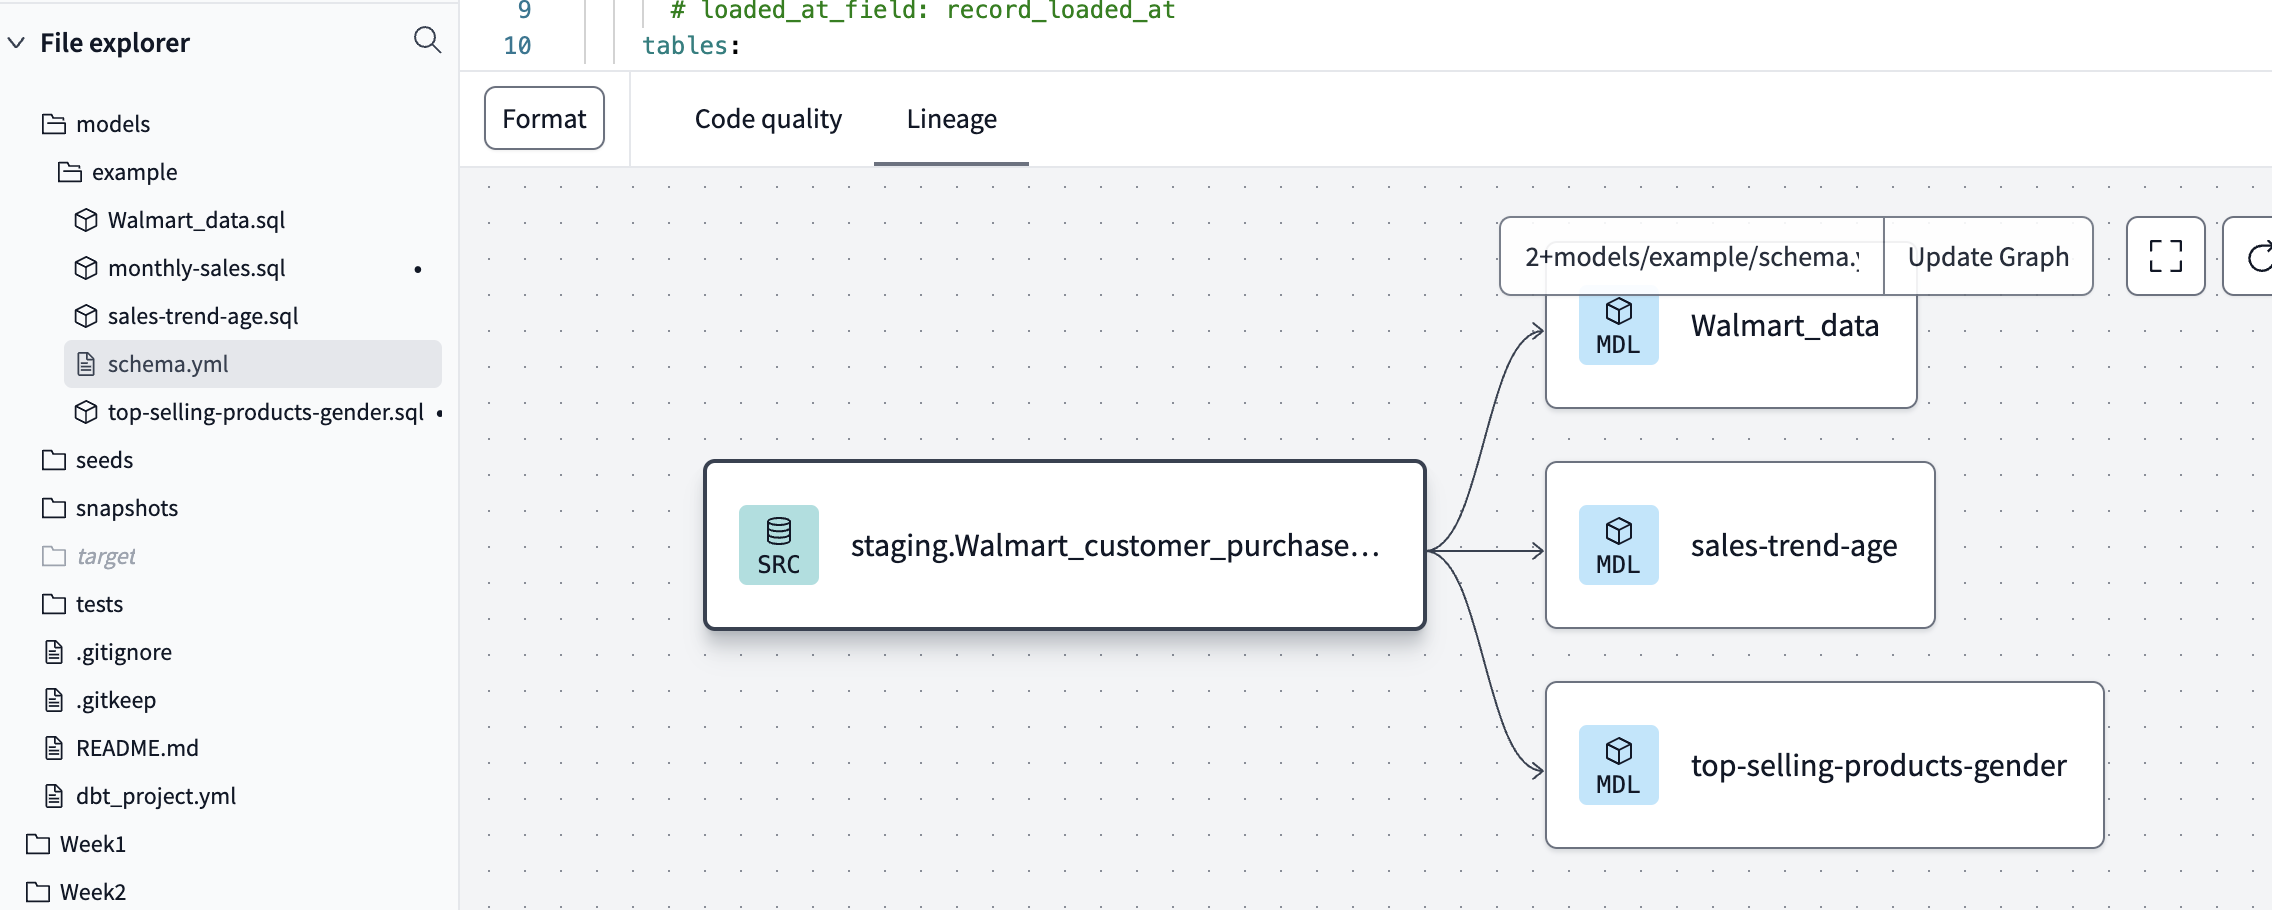 File explorer
models
example
Walmart_data.sql
monthly-sales.sql
sales-trend-age.sql
schema.yml
top-selling-products-gender.sql
seeds
snapshots
target
tests
.gitignore
.gitkeep
README.md
dbt_project.yml
Week1
Week2
9 # loaded_at_field: record_loaded_at
10 tables:
Format
Code quality
Lineage
2+models/example/schema.y
Update Graph
MDL Walmart_data
SRC staging.Walmart_customer_purchase...
MDL sales-trend-age
MDL top-selling-products-gender